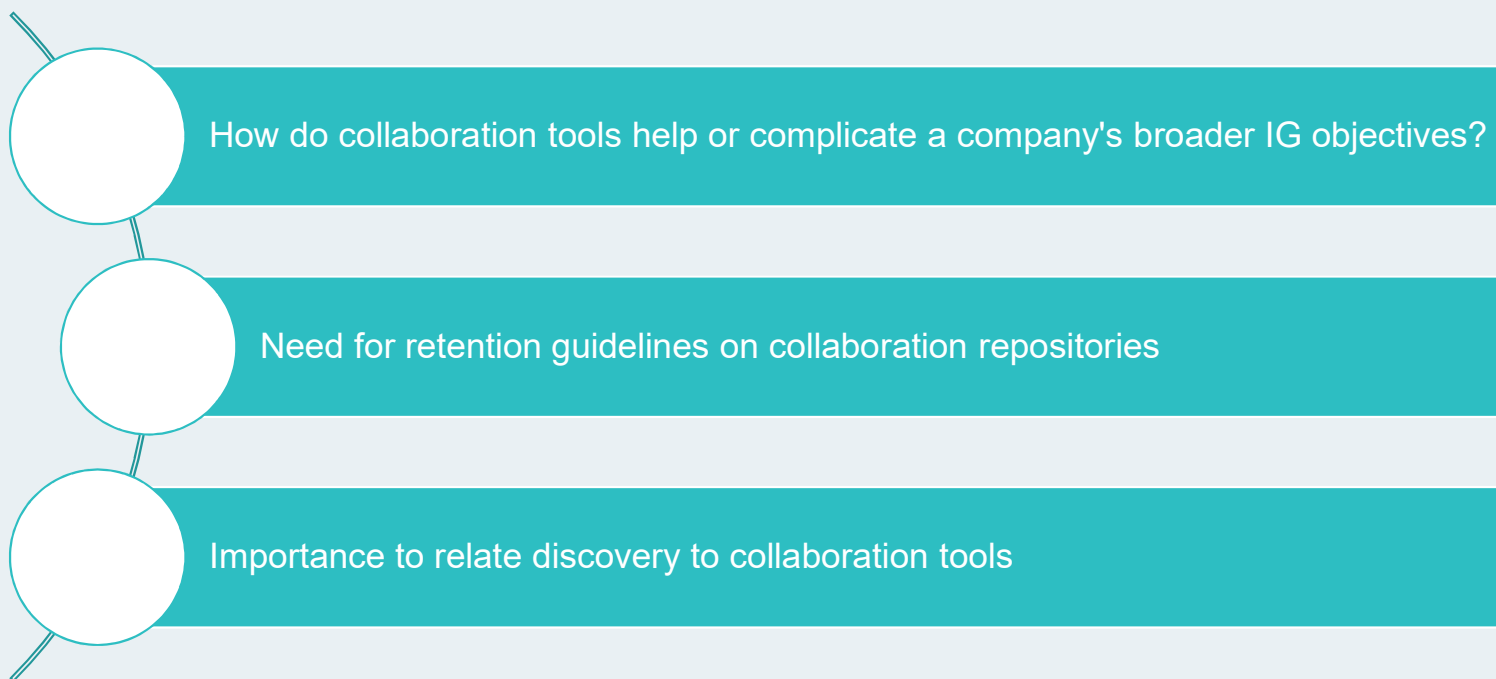 How do collaboration tools help or complicate a company's broader IG objectives?
Need for retention guidelines on collaboration repositories
Importance to relate discovery to collaboration tools